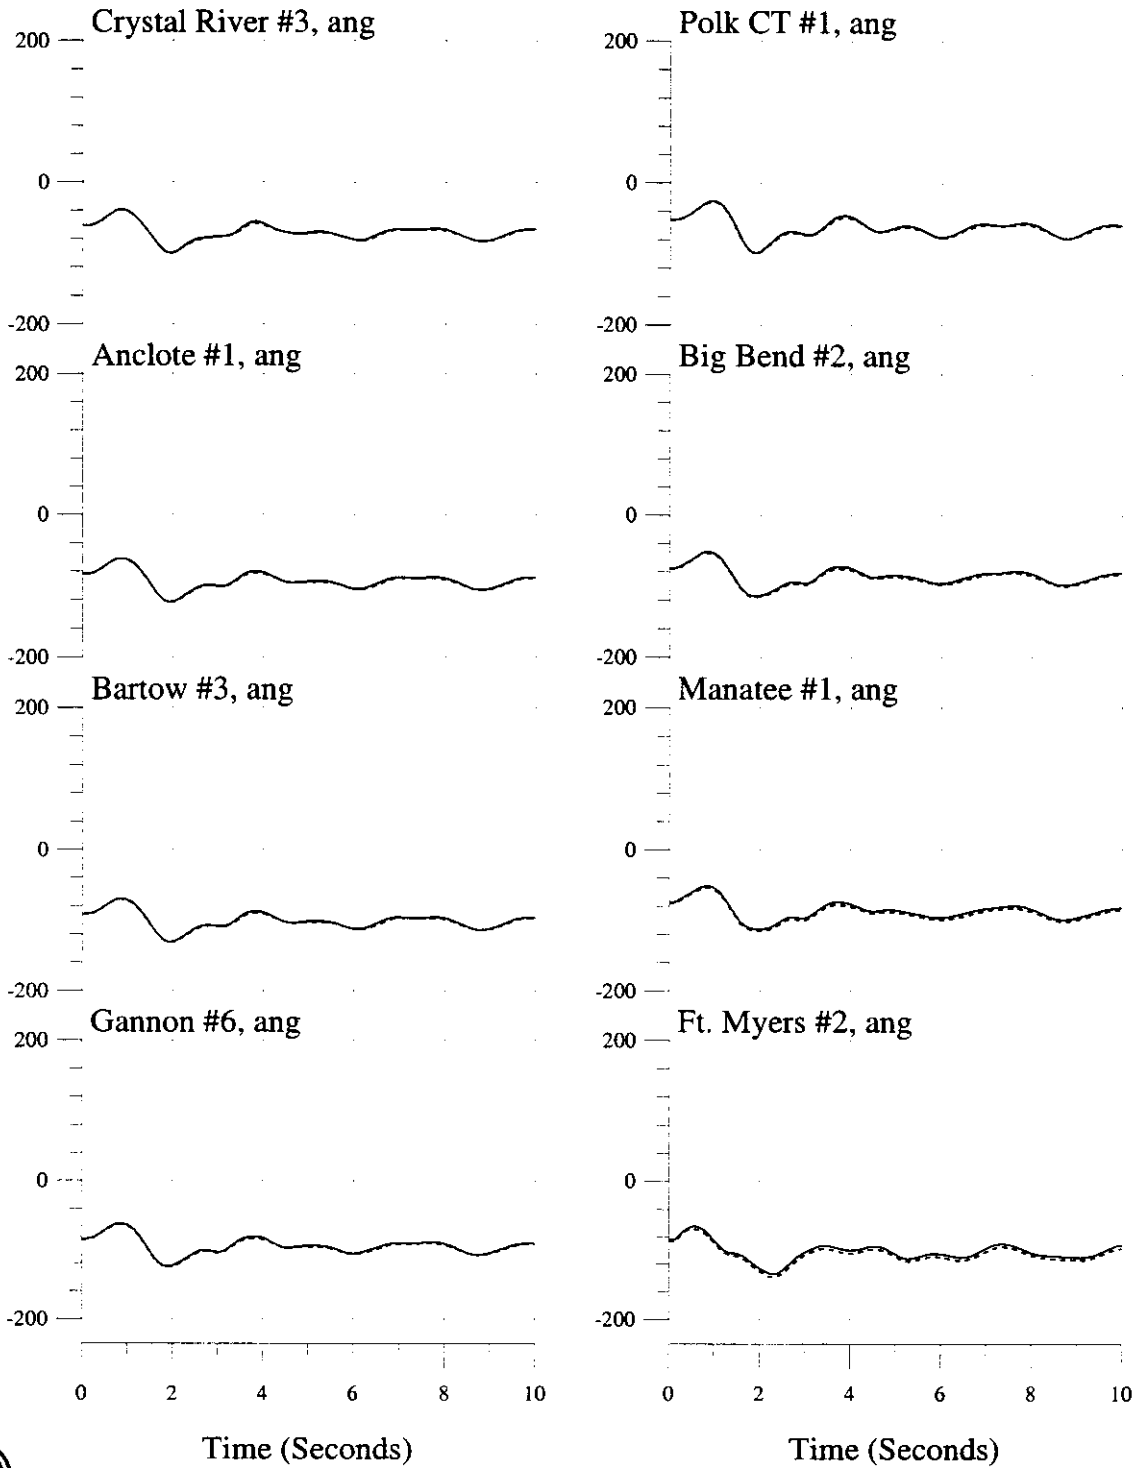 Crystal River #3, ang
200
0
-200
Anclote #1, ang
200
0
-200
Bartow #3, ang
200
0
-200
Gannon #6, ang
200
0
-200
0 2 4 6 8 10
Time (Seconds)
Polk CT #1, ang
200
0
-200
Big Bend #2, ang
200
0
-200
Manatee #1, ang
200
0
-200
Ft. Myers #2, ang
200
0
-200
0 2 4 6 8 10
Time (Seconds)